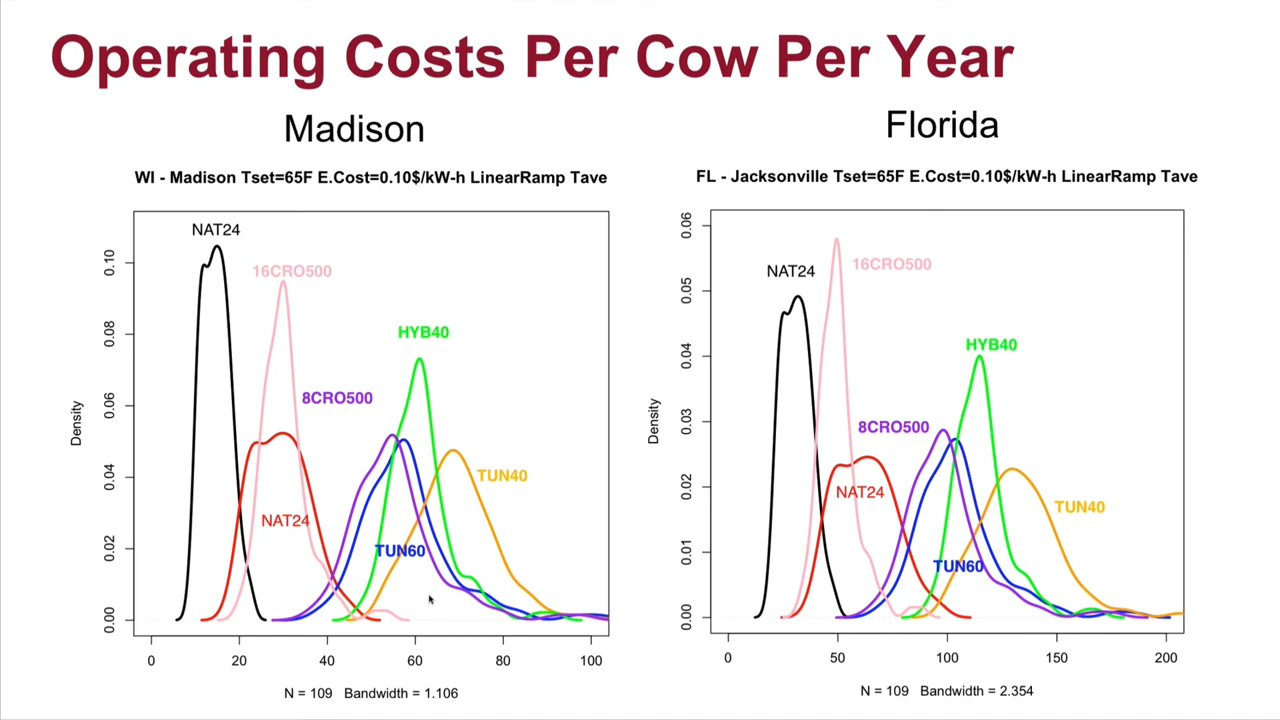 Operating Costs Per Cow Per Year
Madison
WI - Madison Tset=65F E.Cost=0.10$/kW-h LinearRamp Tave
NAT24
16CRO500
HYB40
8CRO500
TUN40
NAT24
TUN60
Density
0.00
0.02
0.04
0.06
0.08
0.10
0
20
40
60
80
100
N = 109 Bandwidth = 1.106
Florida
FL - Jacksonville Tset=65F E.Cost=0.10$/kW-h LinearRamp Tave
16CRO500
NAT24
HYB40
8CRO500
NAT24
TUN40
TUN60
Density
0.00
0.01
0.02
0.03
0.04
0.05
0.06
0
50
100
150
200
N = 109 Bandwidth = 2.354